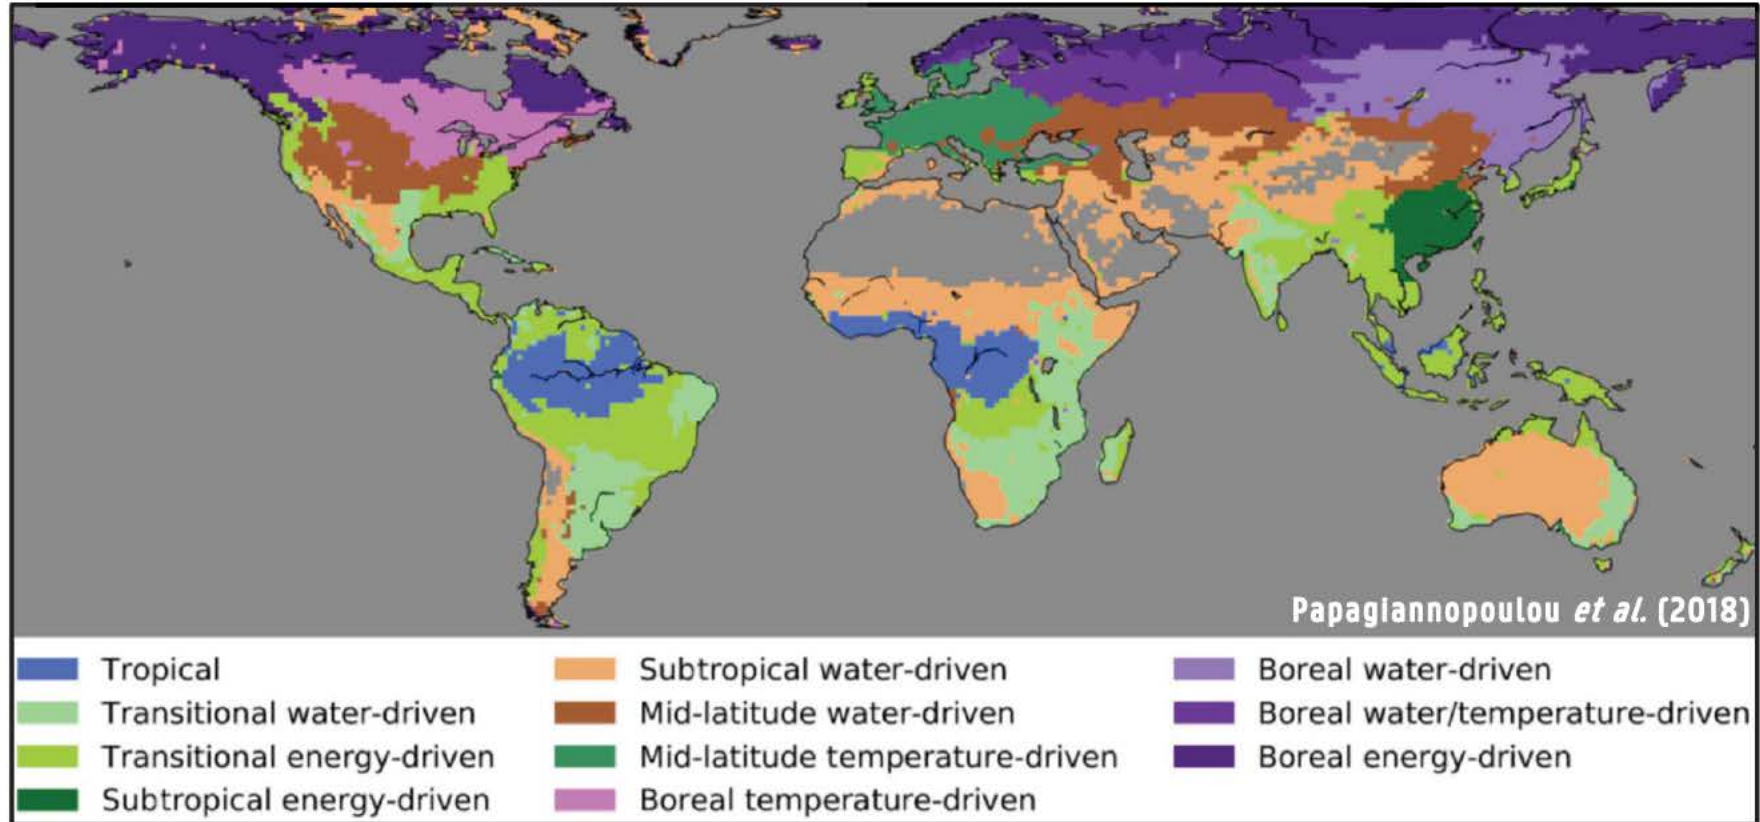 Papagiannopoulou et al. (2018)
Tropical
Transitional water-driven
Transitional energy-driven
Subtropical energy-driven
Subtropical water-driven
Mid-latitude water-driven
Mid-latitude temperature-driven
Boreal temperature-driven
Boreal water-driven
Boreal water/temperature-driven
Boreal energy-driven